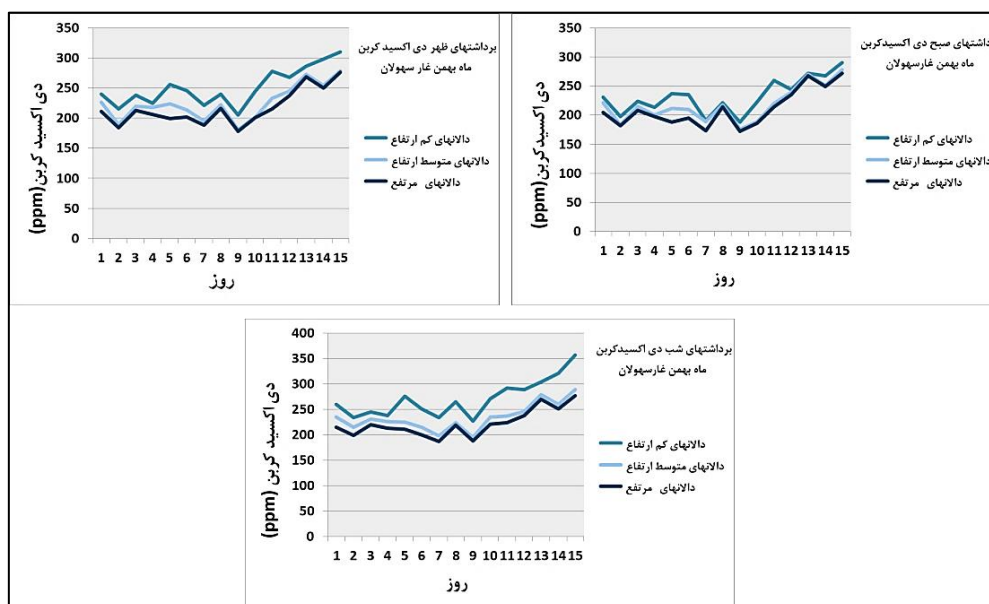 برداشتهای ظهر دی اکسید کربن
ماه بهمن غار سهولان
دالانهای کم ارتفاع
دالانهای متوسط ارتفاع
دالانهای مرتفع
دی اکسید کربن(ppm)
350
300
250
200
150
100
50
0
1 2 3 4 5 6 7 8 9 10 11 12 13 14 15
روز
برداشتهای صبح دی اکسیدکربن
ماه بهمن غارسهولان
دالانهای کم ارتفاع
دالانهای متوسط ارتفاع
دالانهای مرتفع
دی اکسیدکربن(ppm)
350
300
250
200
150
100
50
0
1 2 3 4 5 6 7 8 9 10 11 12 13 14 15
روز
برداشتهای شب دی اکسیدکربن
ماه بهمن غارسهولان
دالانهای کم ارتفاع
دالانهای متوسط ارتفاع
دالانهای مرتفع
دی اکسید کربن (ppm)
400
350
300
250
200
150
100
50
0
1 2 3 4 5 6 7 8 9 10 11 12 13 14 15
روز